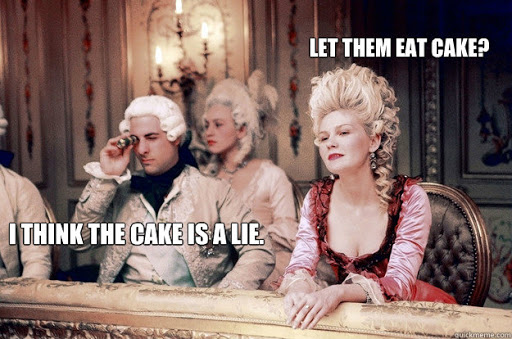 LET THEM EAT CAKE?
I THINK THE CAKE IS A LIE.
quickmeme.com